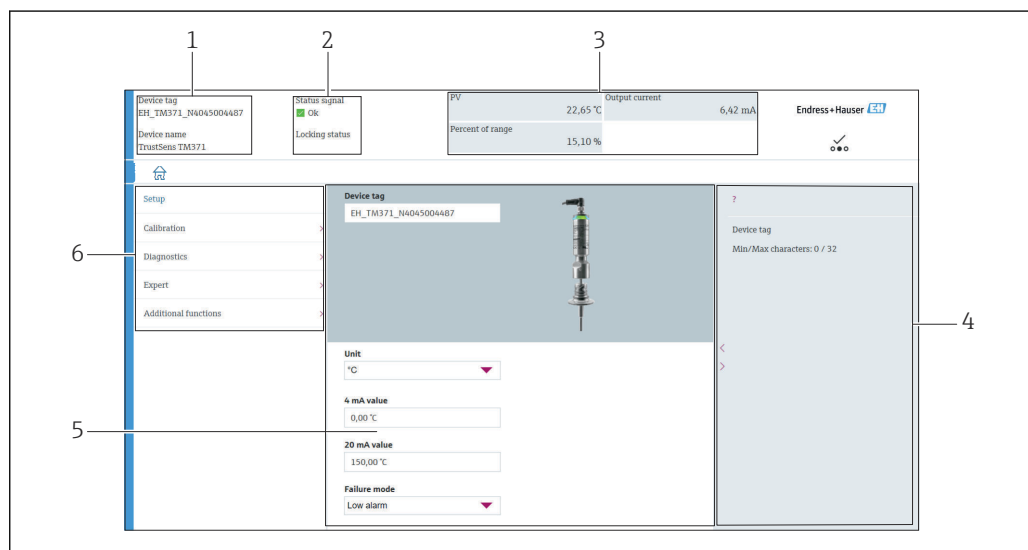 1
2
3
Device tag
EH_TM371_N4045004487
Device name
TrustSens TM371
Status signal
Ok
Locking status
PV
22,65 °C
Output current
6,42 mA
Percent of range
15,10 %
Endress+Hauser EH
Setup
Calibration
Diagnostics
Expert
Additional functions
6
Device tag
EH_TM371_N4045004487
?
Device tag
Min/Max characters: 0 / 32
4
Unit
°C
4 mA value
0,00 °C
5
20 mA value
150,00 °C
Failure mode
Low alarm